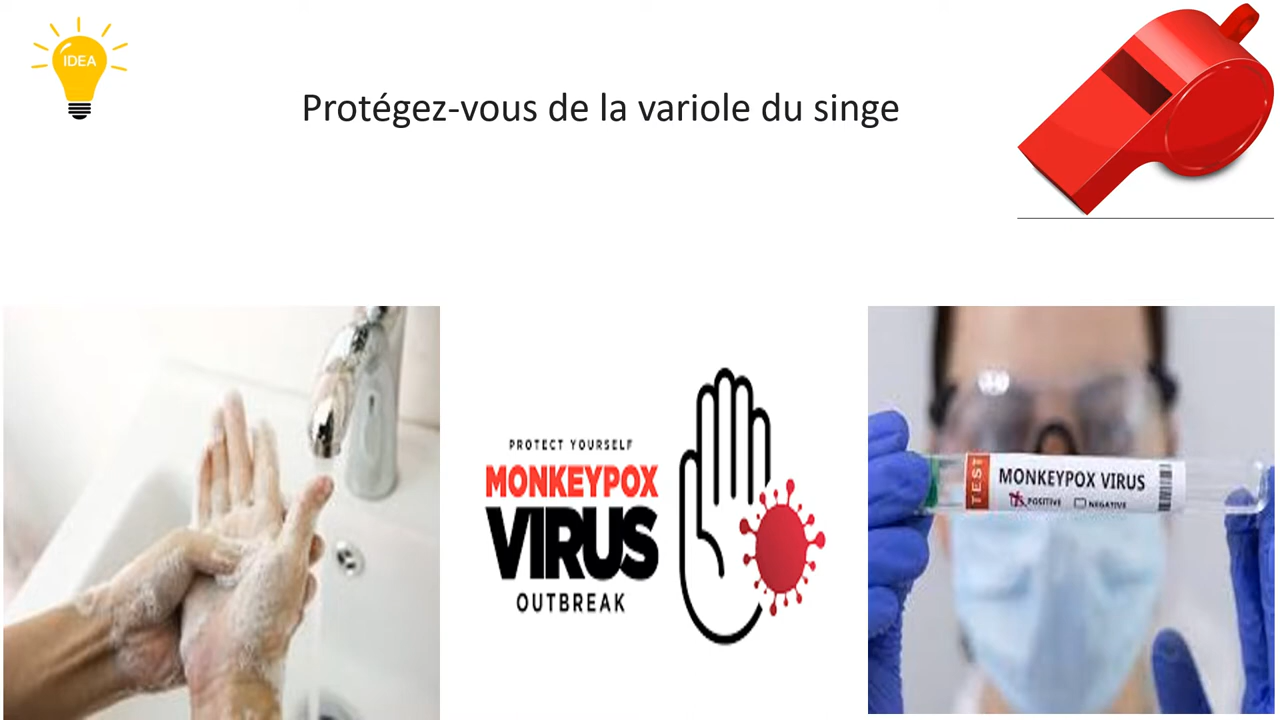 IDEA
Protégez-vous de la variole du singe
PROTECT YOURSELF
MONKEYPOX
VIRUS
OUTBREAK
TEST
MONKEYPOX VIRUS
POSITIVE NEGATIVE